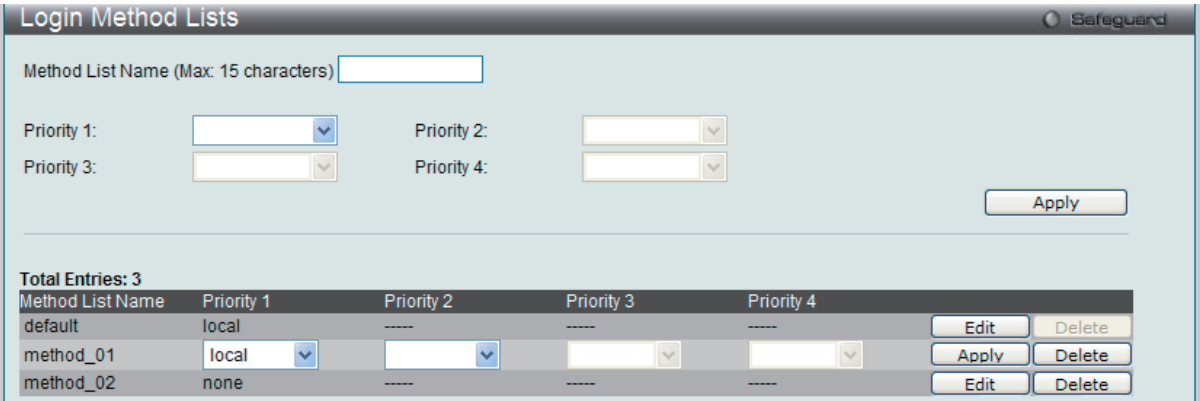 Login Method Lists Safeguard
Method List Name (Max: 15 characters)
Priority 1: Priority 2:
Priority 3: Priority 4:
Apply
Total Entries: 3
Method List Name Priority 1 Priority 2 Priority 3 Priority 4
default local ----- ----- ----- Edit Delete
method_01 local Apply Delete
method_02 none ----- ----- ----- Edit Delete